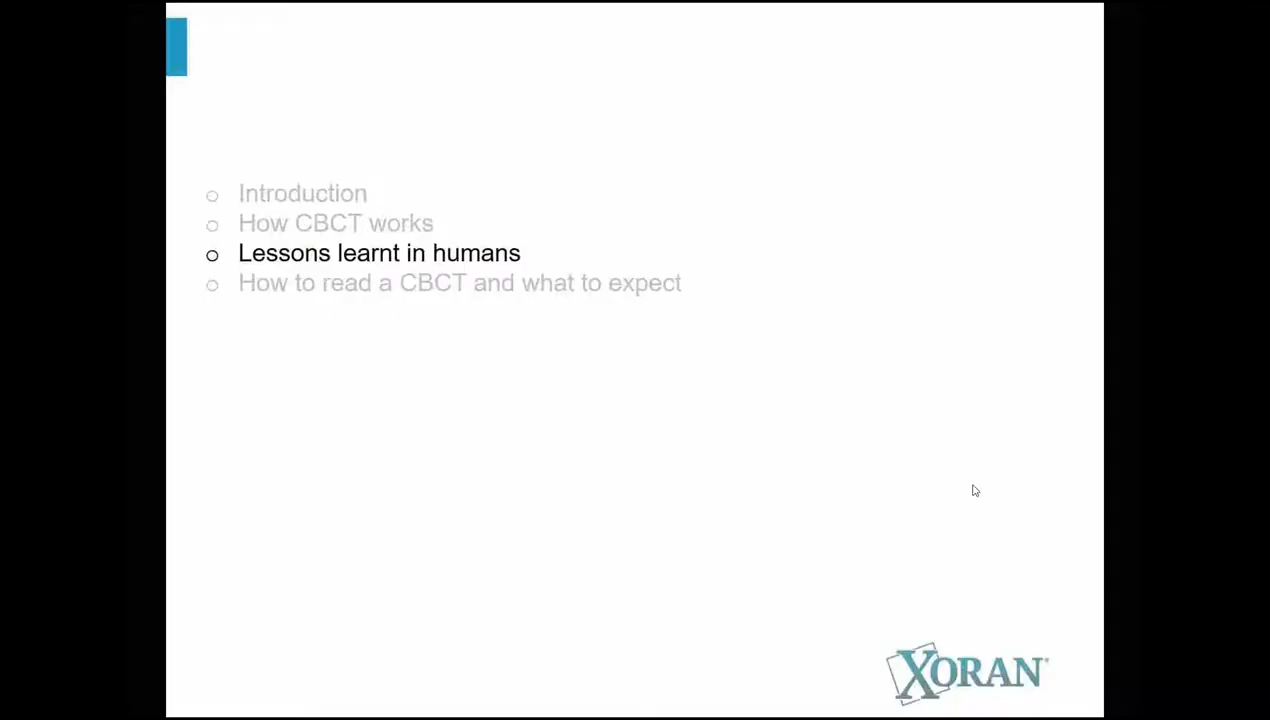 ○ Introduction
○ How CBCT works
○ Lessons learnt in humans
○ How to read a CBCT and what to expect
XORAN®